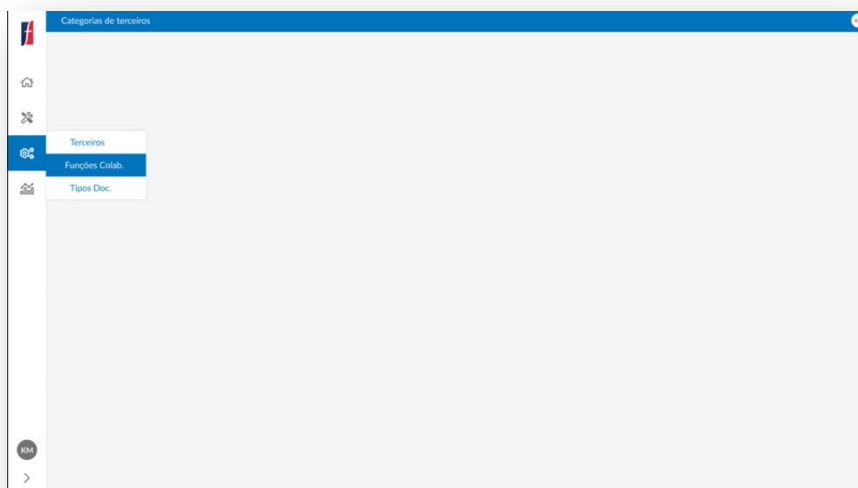 Categorias de terceiros
Terceiros
Funções Colab.
Tipos Doc.
KM